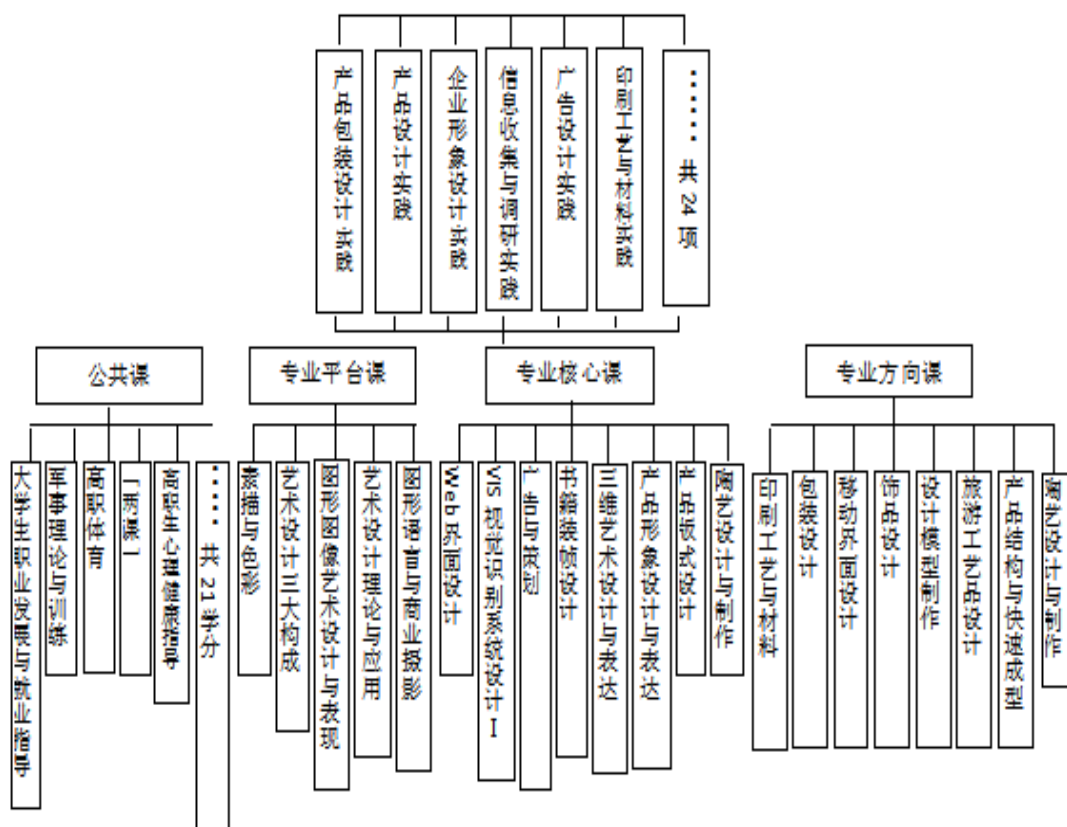 产品包装设计实践
产品设计实践
企业形象设计实践
信息收集与调研实践
广告设计实践
印刷工艺与材料实践
……共24项
公共课
专业平台课
专业核心课
专业方向课
大学生职业发展与就业指导
军事理论与训练
高职体育
「两课」
高职生心理健康指导
……共21学分
素描与色彩
艺术设计三大构成
图形图像艺术设计与表现
艺术设计理论与应用
图形语言与商业摄影
Web界面设计
VIS视觉识别系统设计I
广告与策划
书籍装帧设计
三维艺术设计与表达
产品形象设计与表达
产品版式设计
陶艺设计与制作
印刷工艺与材料
包装设计
移动界面设计
饰品设计
设计模型制作
旅游工艺品设计
产品结构与快速成型
陶艺设计与制作